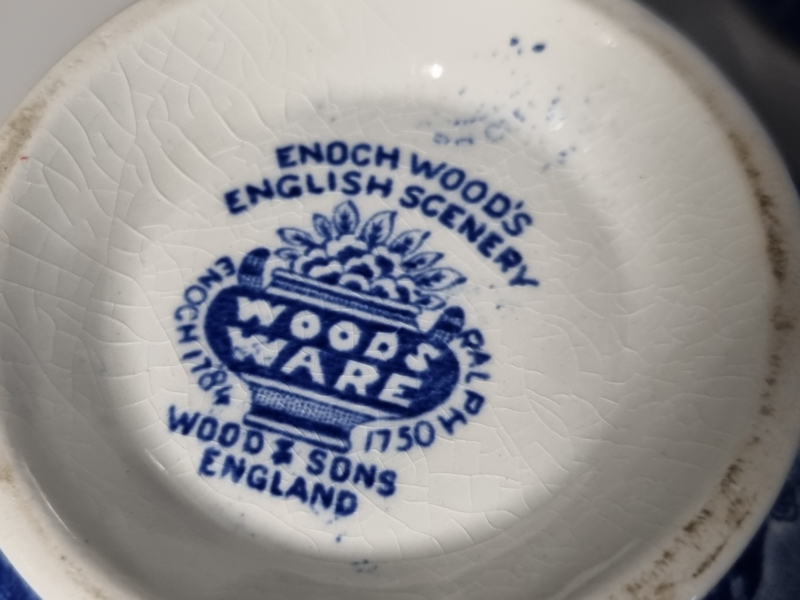 ENOCH WOOD'S
ENGLISH SCENERY
WOODS
WARE
ENOCH 1784
RALPH
1750
WOOD & SONS
ENGLAND